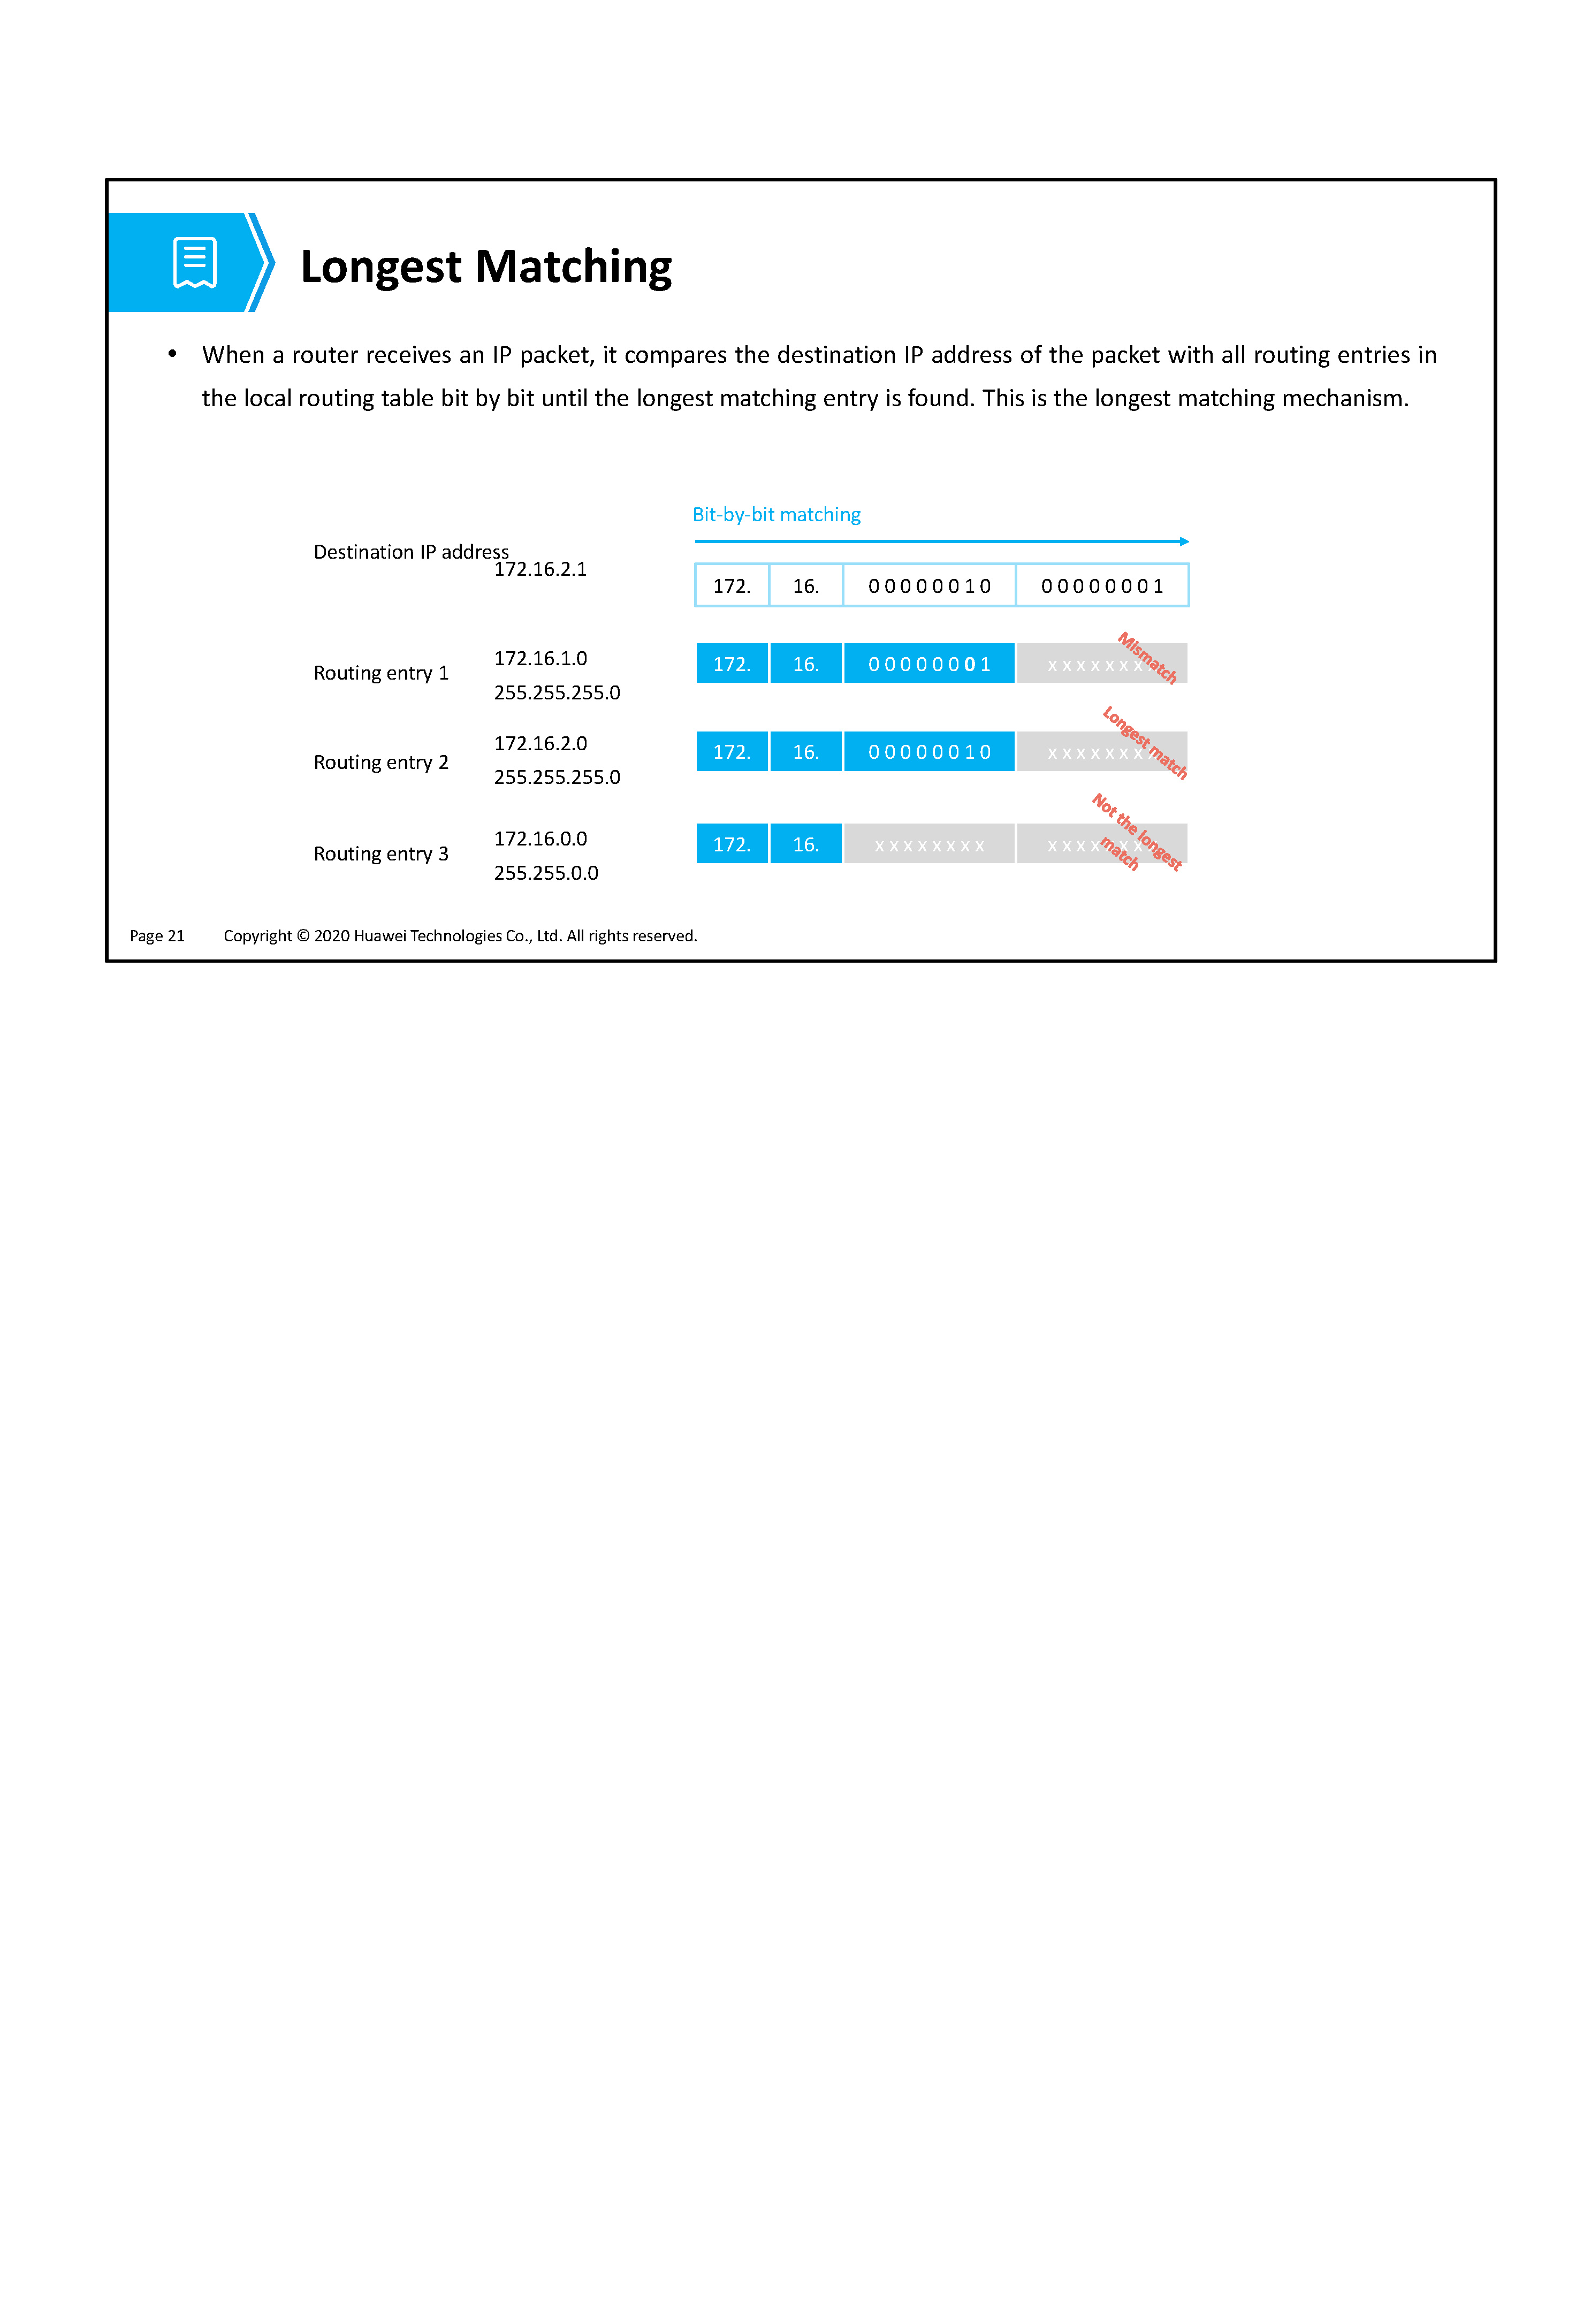 Longest Matching
• When a router receives an IP packet, it compares the destination IP address of the packet with all routing entries in
the local routing table bit by bit until the longest matching entry is found. This is the longest matching mechanism.
Bit-by-bit matching
Destination IP address
172.16.2.1
172. 16. 0 0 0 0 0 0 1 0 0 0 0 0 0 0 0 1
Routing entry 1
172.16.1.0
255.255.255.0
172. 16. 0 0 0 0 0 0 0 1 x x x x x x x
Mismatch
Routing entry 2
172.16.2.0
255.255.255.0
172. 16. 0 0 0 0 0 0 1 0 x x x x x x x
Longest match
Routing entry 3
172.16.0.0
255.255.0.0
172. 16. x x x x x x x x x x x x x x x
Not the longest
match
Page 21 Copyright © 2020 Huawei Technologies Co., Ltd. All rights reserved.